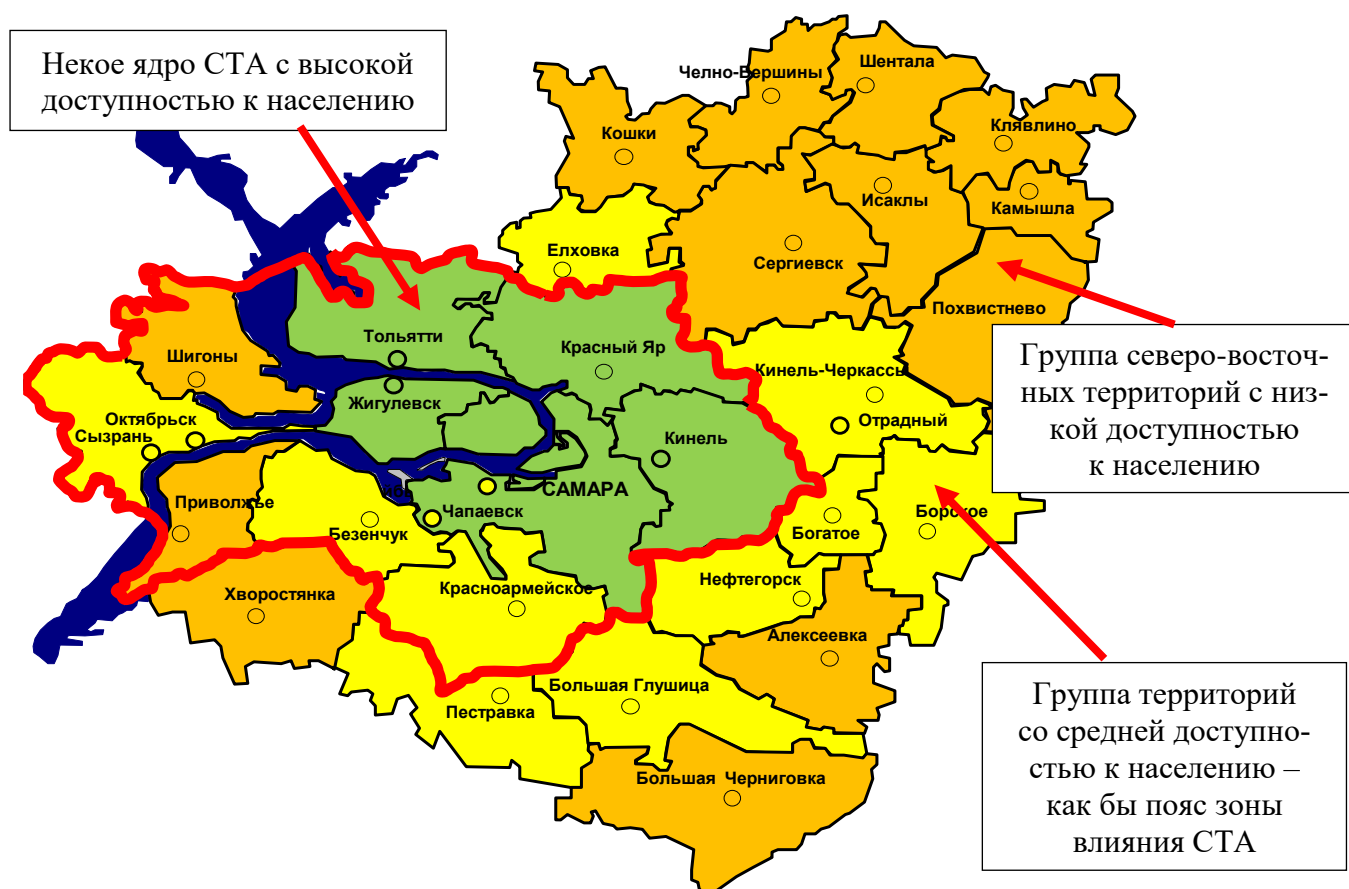 Некое ядро СТА с высокой
доступностью к населению
Челно-Вершины
Шентала
Кошки
Клявлино
Исаклы
Камышла
Елховка
Сергиевск
Похвистнево
Группа северо-восточ-
ных территорий с низ-
кой доступностью
к населению
Тольятти
Красный Яр
Шигоны
Кинель-Черкассы
Жигулевск
Октябрьск
Сызрань
Отрадный
Кинель
САМАРА
Приволжье
Чапаевск
Безенчук
Богатое
Борское
Нефтегорск
Хворостянка
Красноармейское
Алексеевка
Большая Глушица
Пестравка
Группа территорий
со средней доступно-
стью к населению –
как бы пояс зоны
влияния СТА
Большая Черниговка